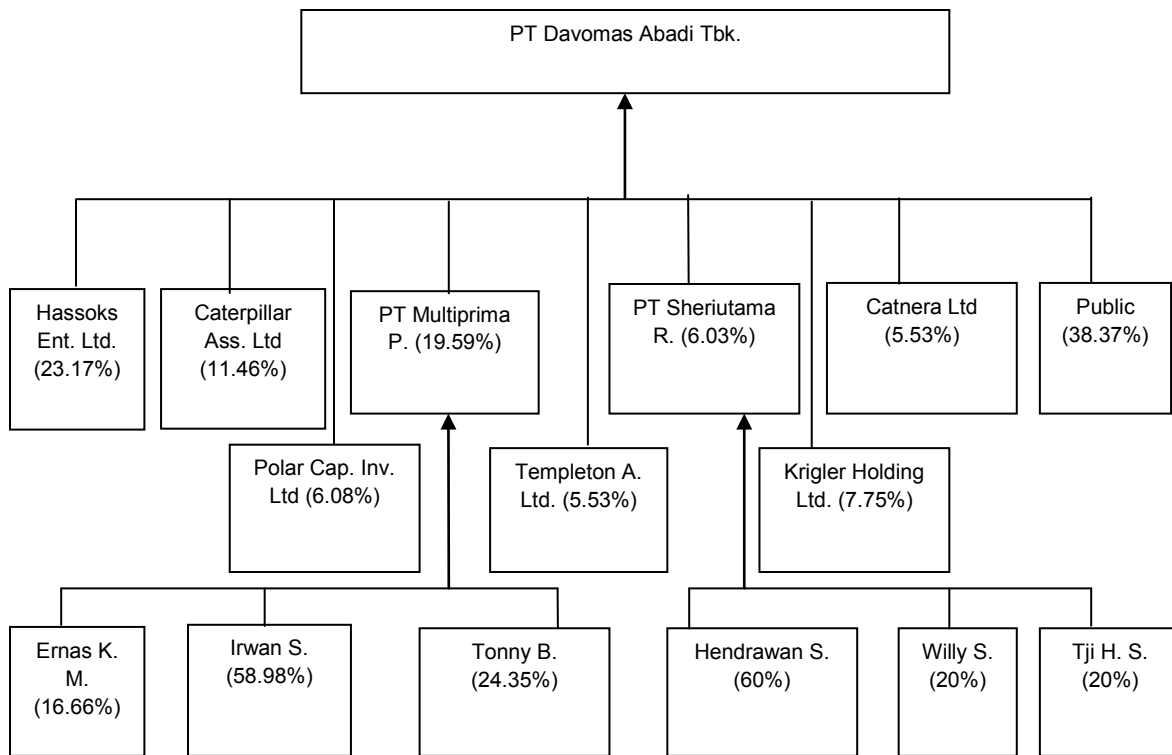 PT Davomas Abadi Tbk.
Hassoks
Ent. Ltd.
(23.17%)
Caterpillar
Ass. Ltd
(11.46%)
PT Multiprima
P. (19.59%)
PT Sheriutama
R. (6.03%)
Catnera Ltd
(5.53%)
Public
(38.37%)
Polar Cap. Inv.
Ltd (6.08%)
Templeton A.
Ltd. (5.53%)
Krigler Holding
Ltd. (7.75%)
Ernas K.
M.
(16.66%)
Irwan S.
(58.98%)
Tonny B.
(24.35%)
Hendrawan S.
(60%)
Willy S.
(20%)
Tji H. S.
(20%)